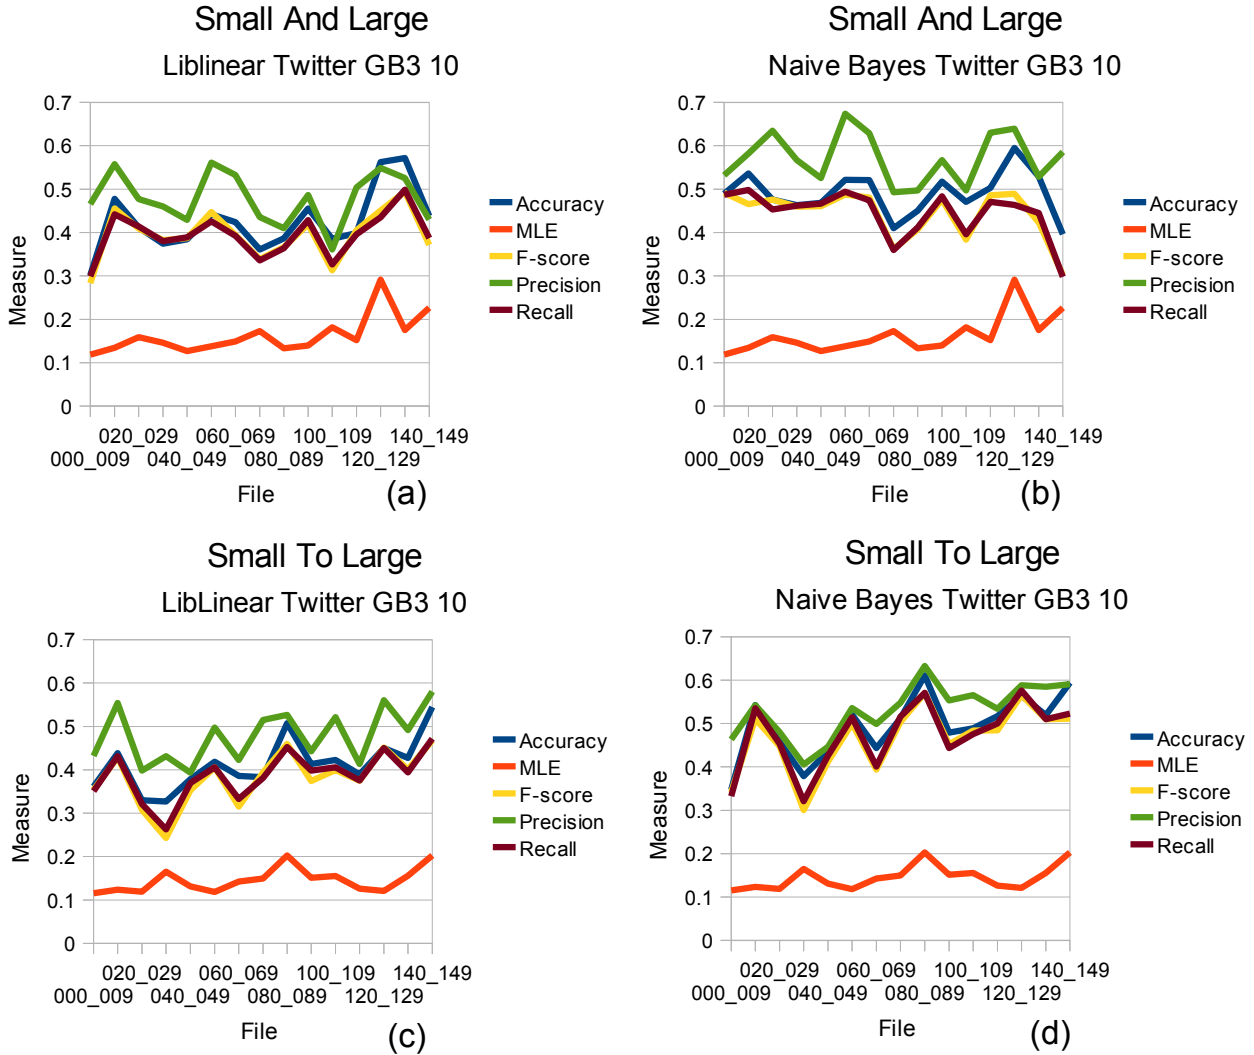 Small And Large
Liblinear Twitter GB3 10
0.7
0.6
0.5
0.4
0.3
0.2
0.1
0
Measure
020_029 060_069 100_109 140_149
000_009 040_049 080_089 120_129
File
(a)
Accuracy
MLE
F-score
Precision
Recall
Small And Large
Naive Bayes Twitter GB3 10
0.7
0.6
0.5
0.4
0.3
0.2
0.1
0
Measure
020_029 060_069 100_109 140_149
000_009 040_049 080_089 120_129
File
(b)
Accuracy
MLE
F-score
Precision
Recall
Small To Large
LibLinear Twitter GB3 10
0.7
0.6
0.5
0.4
0.3
0.2
0.1
0
Measure
020_029 060_069 100_109 140_149
000_009 040_049 080_089 120_129
File
(c)
Accuracy
MLE
F-score
Precision
Recall
Small To Large
Naive Bayes Twitter GB3 10
0.7
0.6
0.5
0.4
0.3
0.2
0.1
0
Measure
020_029 060_069 100_109 140_149
000_009 040_049 080_089 120_129
File
(d)
Accuracy
MLE
F-score
Precision
Recall